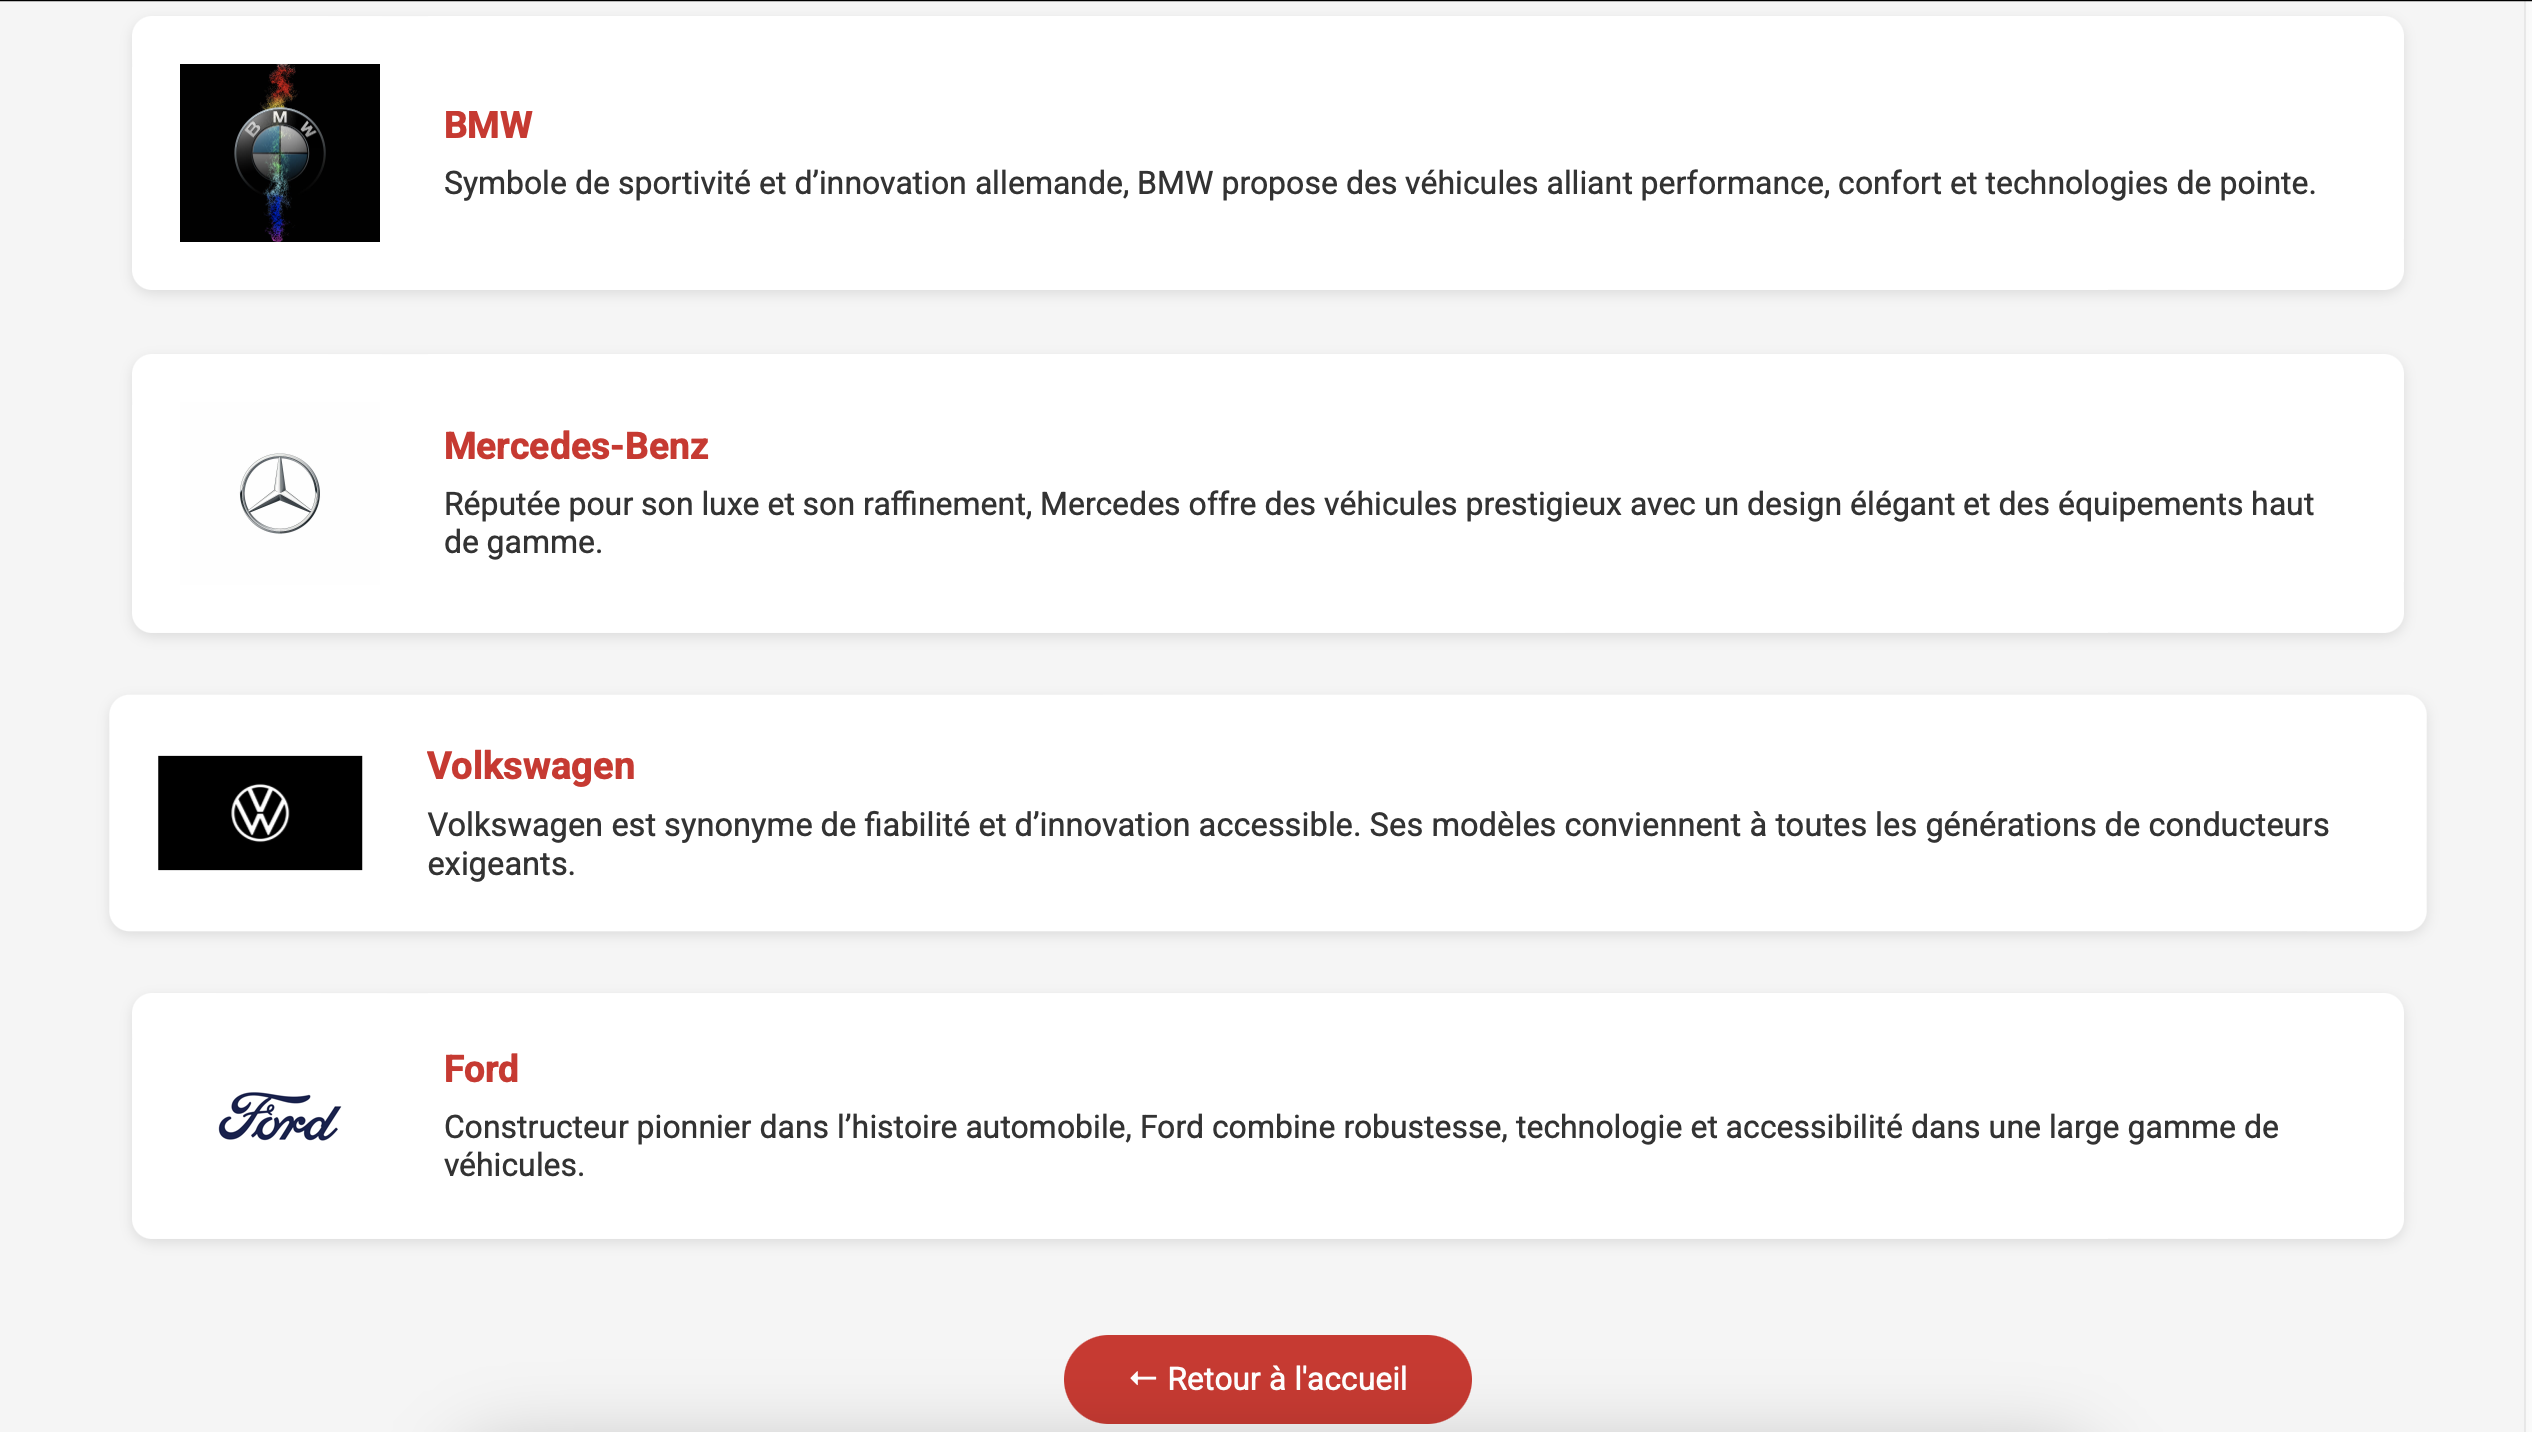 BMW
BMW
Symbole de sportivité et d’innovation allemande, BMW propose des véhicules alliant performance, confort et technologies de pointe.
Mercedes-Benz
Réputée pour son luxe et son raffinement, Mercedes offre des véhicules prestigieux avec un design élégant et des équipements haut
de gamme.
VW
Volkswagen
Volkswagen est synonyme de fiabilité et d’innovation accessible. Ses modèles conviennent à toutes les générations de conducteurs
exigeants.
Ford
Ford
Constructeur pionnier dans l’histoire automobile, Ford combine robustesse, technologie et accessibilité dans une large gamme de
véhicules.
← Retour à l'accueil